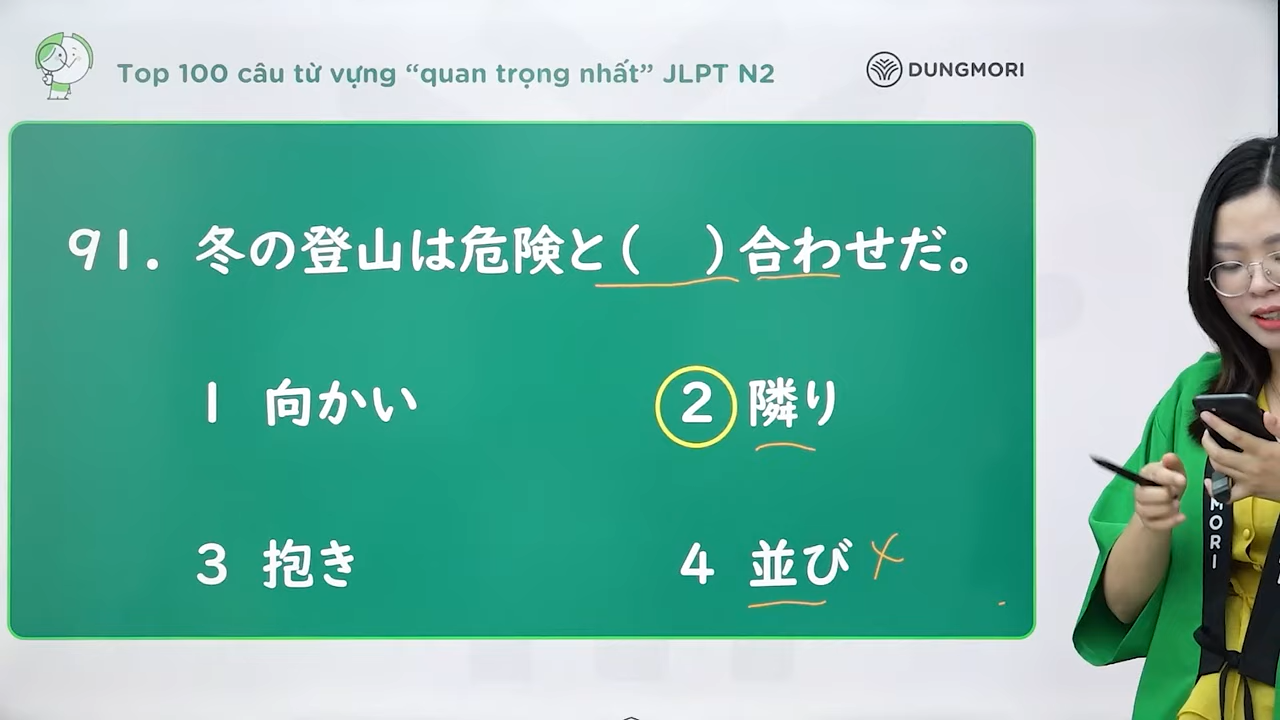 Top 100 câu từ vựng “quan trọng nhất” JLPT N2
DUNGMORI
91. 冬の登山は危険と( )合わせだ。
1 向かい
2 隣り
3 抱き
4 並び
MORI